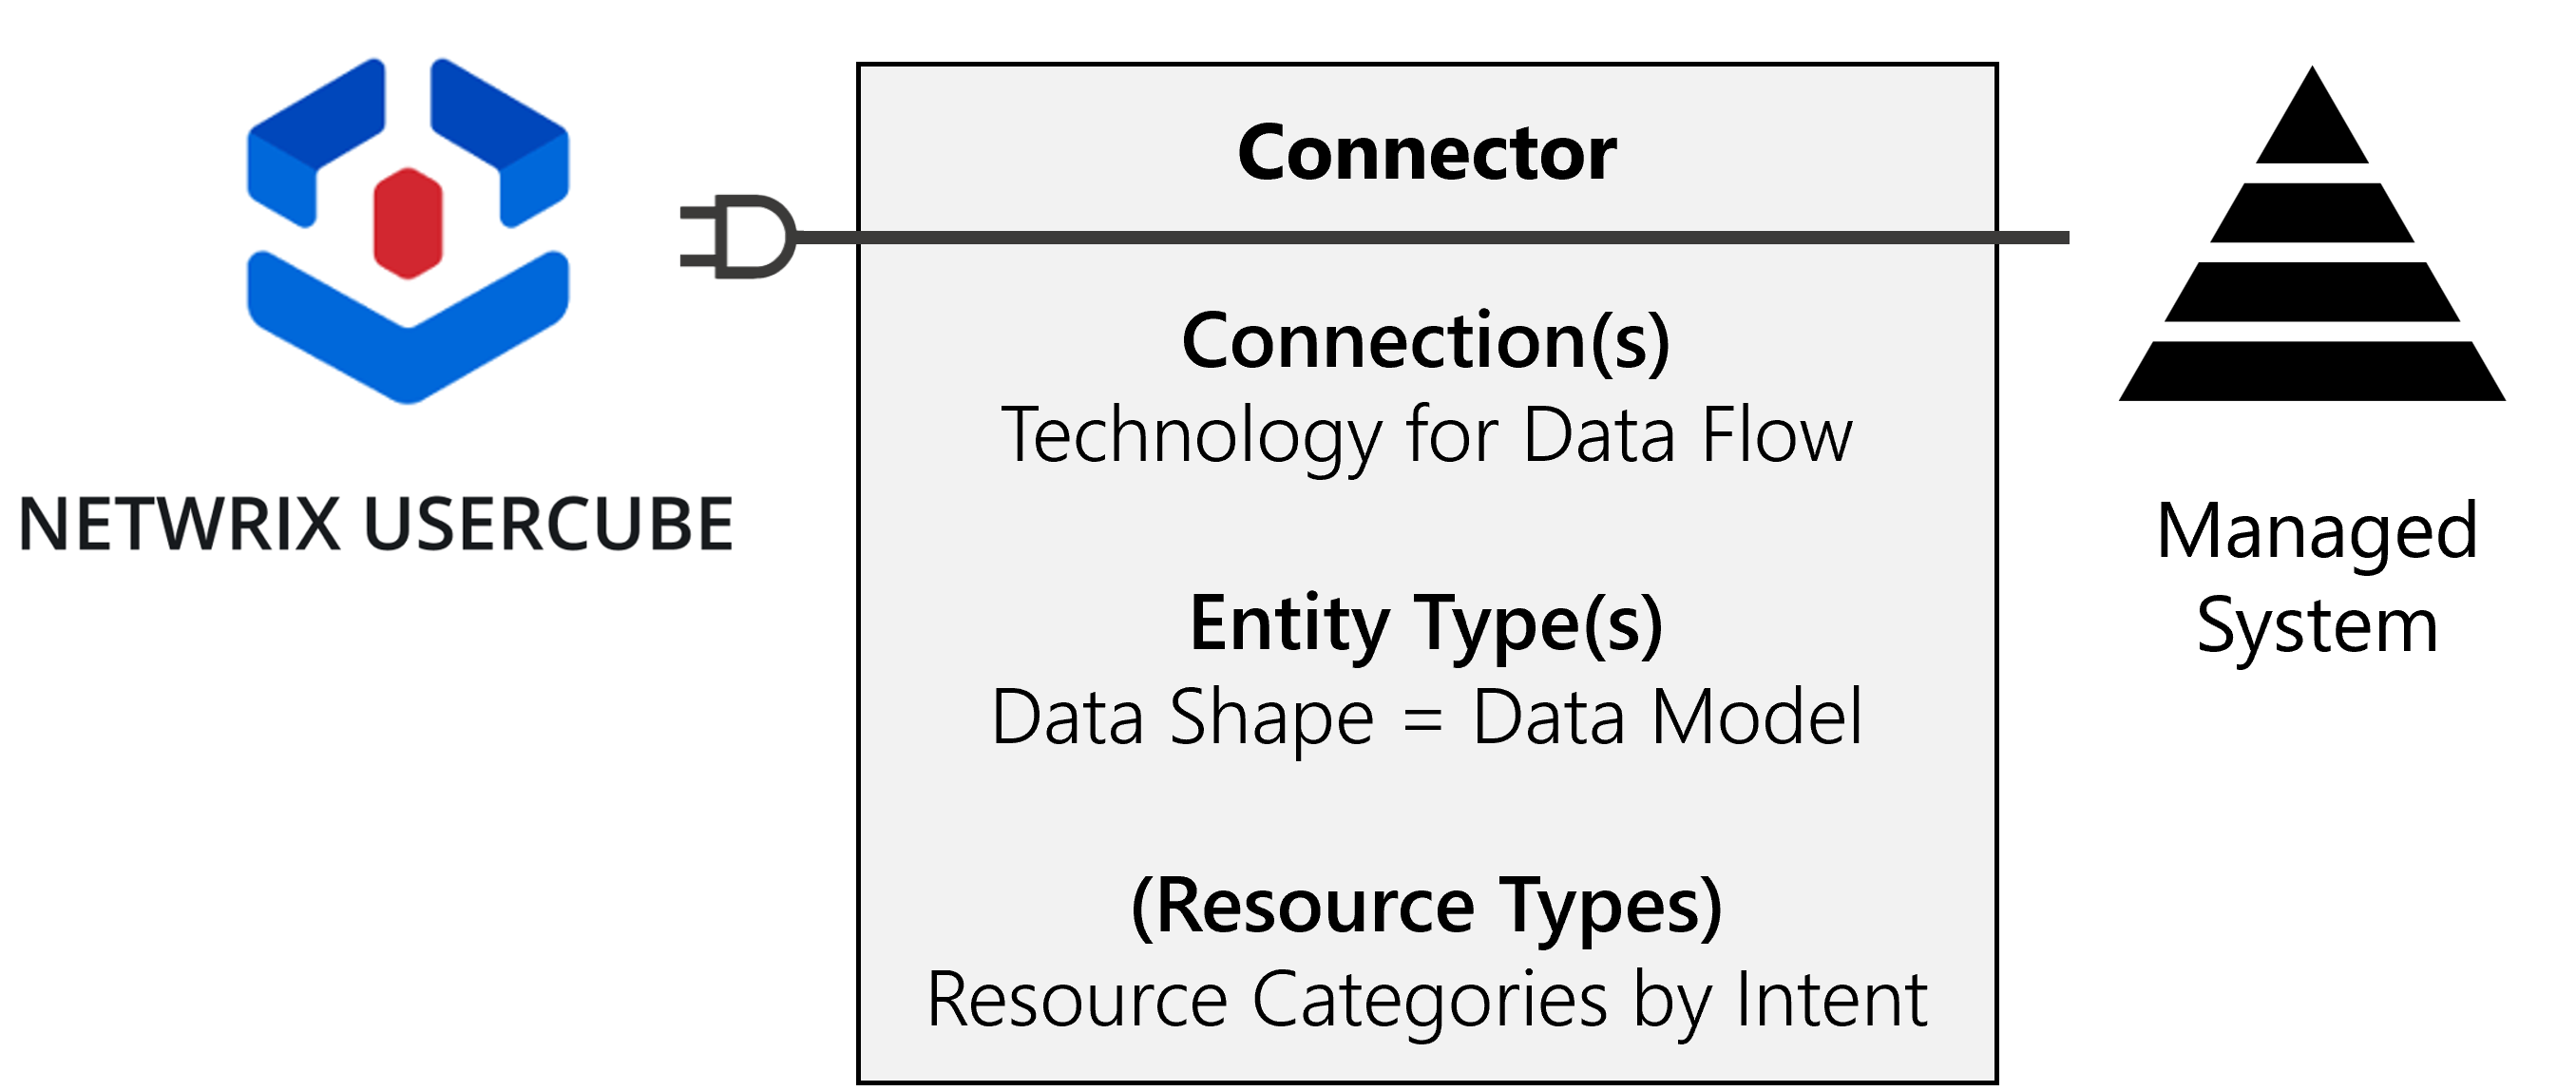 NETWRIX USERCUBE
Connector
Connection(s)
Technology for Data Flow
Entity Type(s)
Data Shape = Data Model
(Resource Types)
Resource Categories by Intent
Managed
System